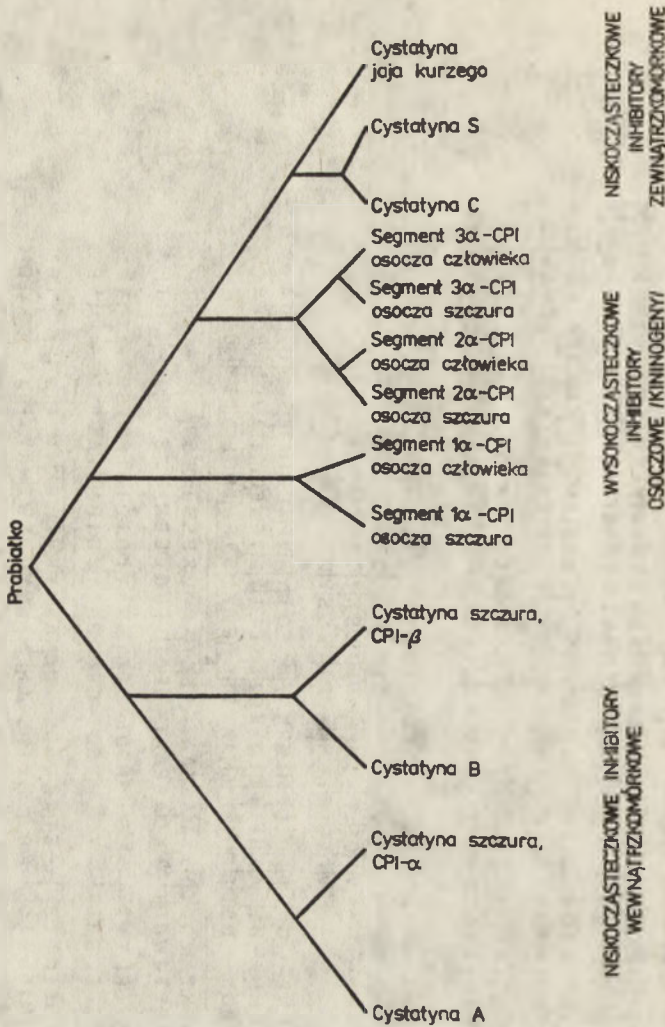 Prabiałko
Cystatyna
jaja kurzego
Cystatyna S
Cystatyna C
Segment 3α-CPI
osocza człowieka
Segment 3α-CPI
osocza szczura
Segment 2α-CPI
osocza człowieka
Segment 2α-CPI
osocza szczura
Segment 1α-CPI
osocza człowieka
Segment 1α-CPI
osocza szczura
Cystatyna szczura,
CPI-β
Cystatyna B
Cystatyna szczura,
CPI-α
Cystatyna A
NISKOCZĄSTECZKOWE
INHIBITORY
ZEWNĄTRZKOMÓRKOWE
WYSOKOCZĄSTECZKOWE
INHIBITORY
OSOCZOWE /KININOGENY/
NISKOCZĄSTECZKOWE INHIBITORY
WEWNĄTRZKOMÓRKOWE